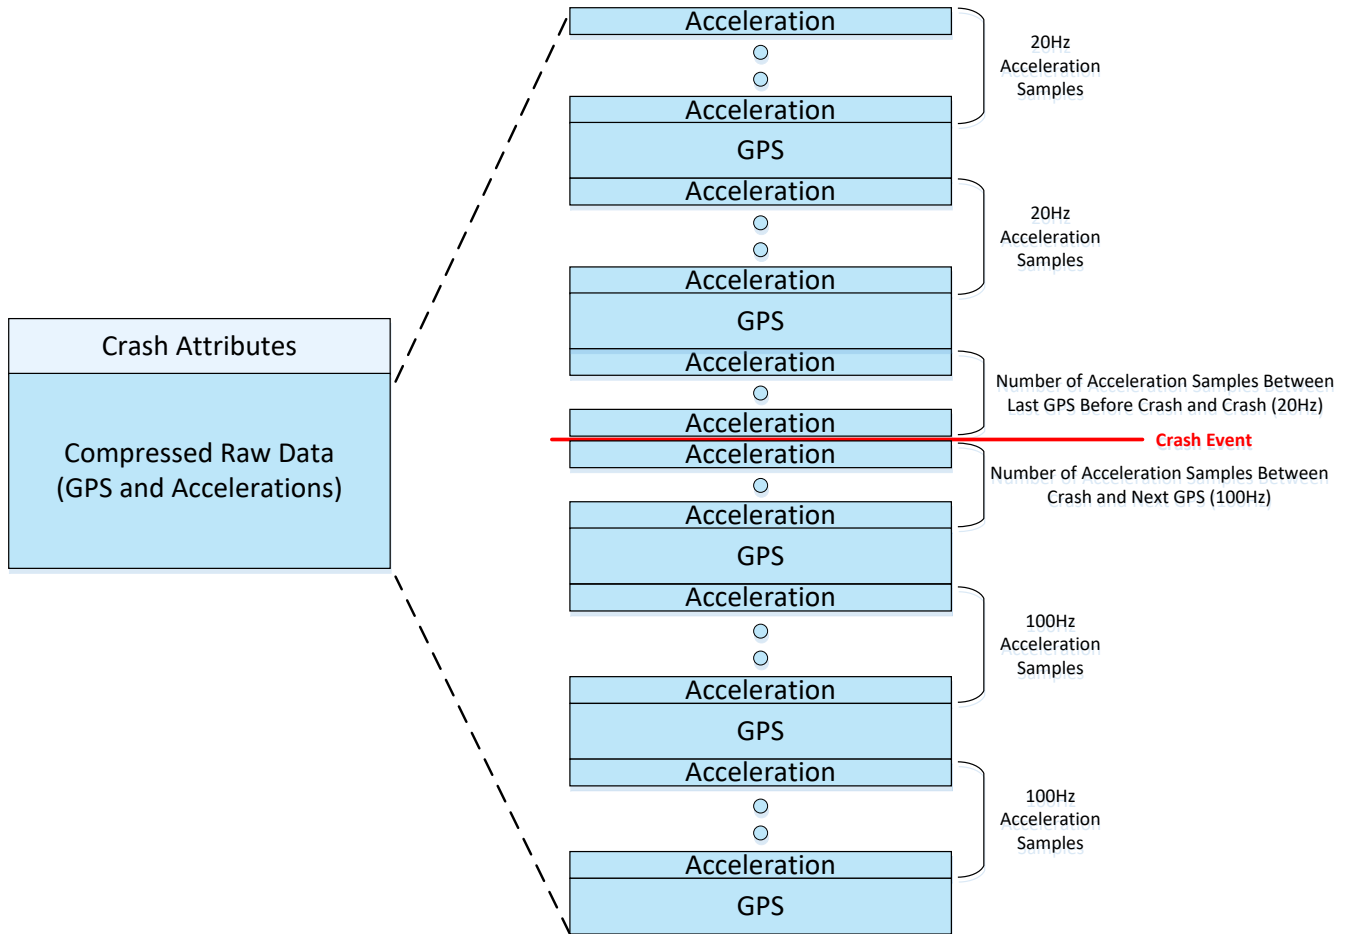 Acceleration
20Hz
Acceleration
Samples
Acceleration
GPS
Acceleration
20Hz
Acceleration
Samples
Acceleration
GPS
Crash Attributes
Compressed Raw Data
(GPS and Accelerations)
Acceleration
Number of Acceleration Samples Between
Last GPS Before Crash and Crash (20Hz)
Acceleration
Crash Event
Acceleration
Number of Acceleration Samples Between
Crash and Next GPS (100Hz)
Acceleration
GPS
Acceleration
100Hz
Acceleration
Samples
Acceleration
GPS
Acceleration
100Hz
Acceleration
Samples
Acceleration
GPS